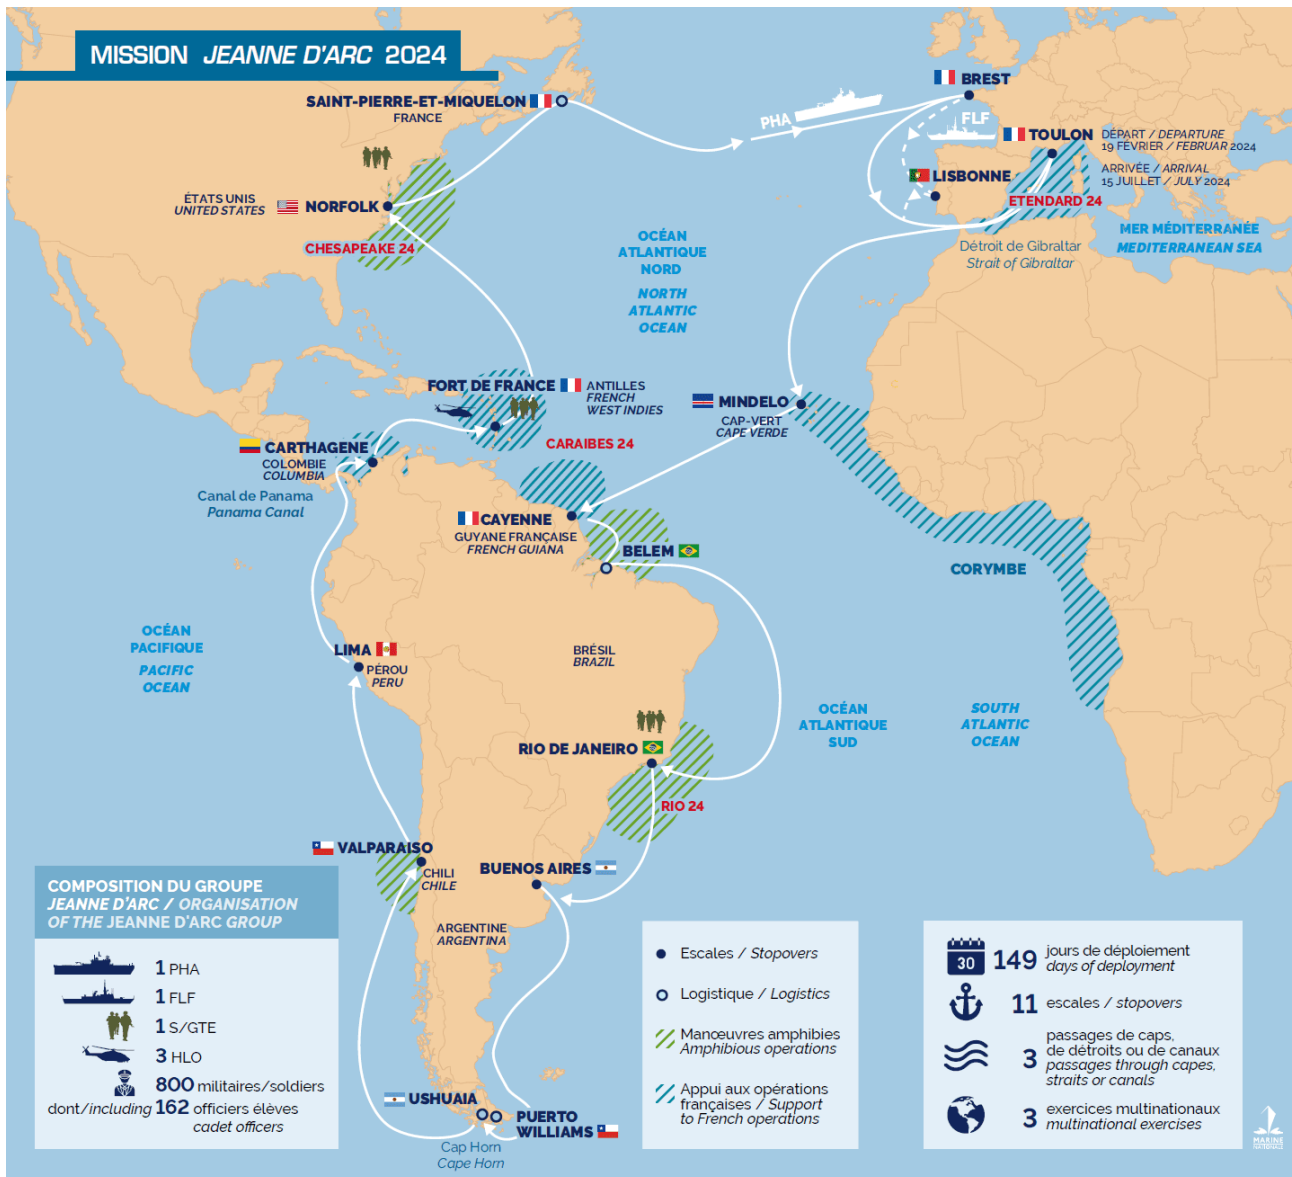 MISSION JEANNE D'ARC 2024
SAINT-PIERRE-ET-MIQUELON
FRANCE
PHA
BREST
FLF
TOULON
DÉPART / DEPARTURE
19 FÉVRIER / FEBRUAR 2024
ARRIVÉE / ARRIVAL
15 JUILLET / JULY 2024
LISBONNE
ETENDARD 24
MER MÉDITERRANÉE
MEDITERRANEAN SEA
Détroit de Gibraltar
Strait of Gibraltar
ÉTATS UNIS
UNITED STATES
NORFOLK
CHESAPEAKE 24
OCÉAN
ATLANTIQUE
NORD
NORTH
ATLANTIC
OCEAN
FORT DE FRANCE
ANTILLES
FRENCH
WEST INDIES
CARAIBES 24
MINDELO
CAP-VERT
CAPE VERDE
CARTHAGENE
COLOMBIE
COLUMBIA
Canal de Panama
Panama Canal
CAYENNE
GUYANE FRANÇAISE
FRENCH GUIANA
BELEM
CORYMBE
OCÉAN
PACIFIQUE
PACIFIC
OCEAN
LIMA
PÉROU
PERU
BRÉSIL
BRAZIL
OCÉAN
ATLANTIQUE
SUD
SOUTH
ATLANTIC
OCEAN
RIO DE JANEIRO
RIO 24
VALPARAISO
CHILI
CHILE
BUENOS AIRES
ARGENTINE
ARGENTINA
USHUAIA
PUERTO
WILLIAMS
Cap Horn
Cape Horn
COMPOSITION DU GROUPE
JEANNE D'ARC / ORGANISATION
OF THE JEANNE D'ARC GROUP
1 PHA
1 FLF
1 S/GTE
3 HLO
800 militaires/soldiers
dont/including 162 officiers élèves
cadet officers
Escales / Stopovers
Logistique / Logistics
Manœuvres amphibies
Amphibious operations
Appui aux opérations
françaises / Support
to French operations
30
149 jours de déploiement
days of deployment
11 escales / stopovers
3 passages de caps,
de détroits ou de canaux
passages through capes,
straits or canals
3 exercices multinationaux
multinational exercises
MARINE
NATIONALE